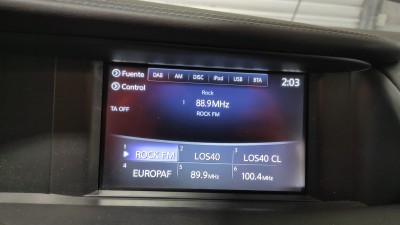 Fuente DAB AM DISC iPod USB BTA 2:03
Control
Rock
1 88.9MHz
TA OFF
ROCK FM
1 ROCK FM 2 LOS40 3 LOS40 CL
4 EUROPAF 5 89.9MHz 6 100.4MHz